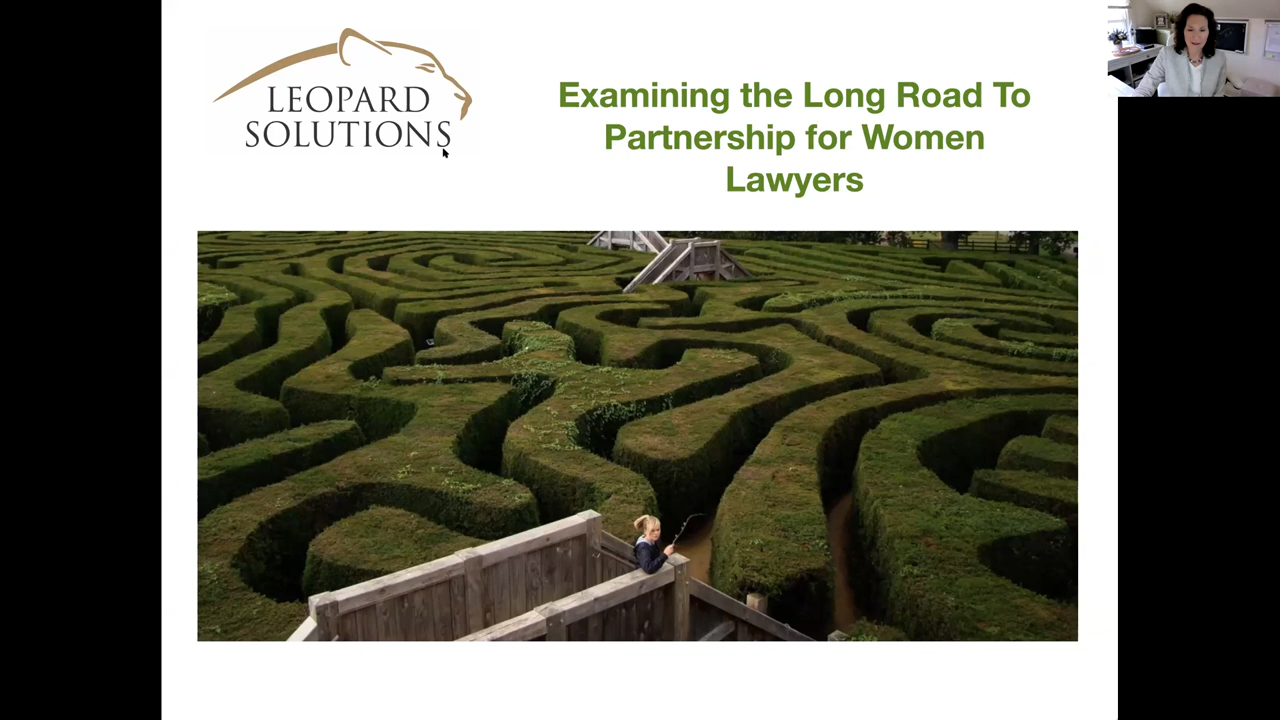 LEOPARD
SOLUTIONS
Examining the Long Road To
Partnership for Women
Lawyers